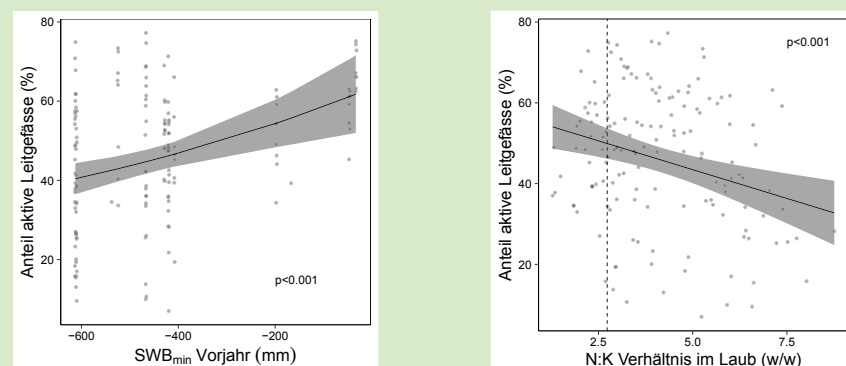 Anteil aktive Leitgefässe (%)
80
60
40
20
p<0.001
−600
−400
−200
SWBmin Vorjahr (mm)
Anteil aktive Leitgefässe (%)
80
60
40
20
p<0.001
2.5
5.0
7.5
N:K Verhältnis im Laub (w/w)